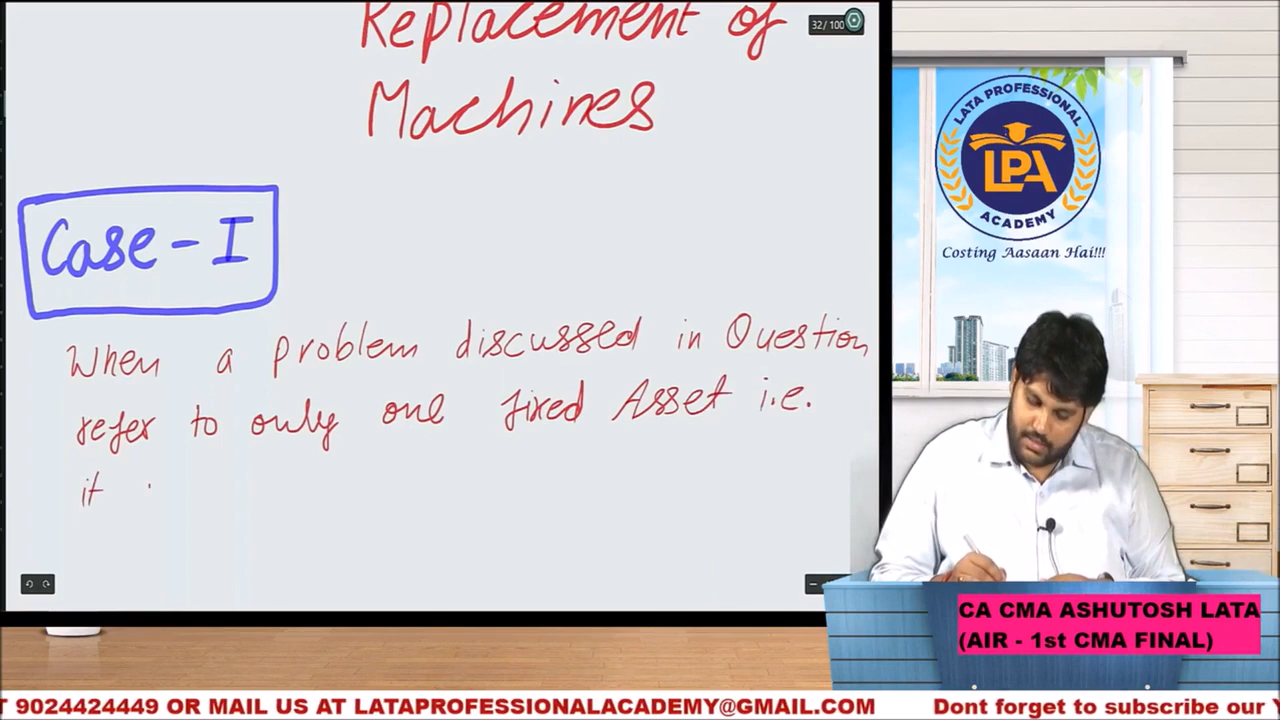 Replacement of
32/100
Machines
Case - I
When a problem discussed in Question
refer to only one fixed Asset i.e.
it
LATA PROFESSIONAL
LPA
ACADEMY
Costing Aasaan Hai!!!
CA CMA ASHUTOSH LATA
(AIR - 1st CMA FINAL)
T 9024424449 OR MAIL US AT LATAPROFESSIONALACADEMY@GMAIL.COM
Dont forget to subscribe our